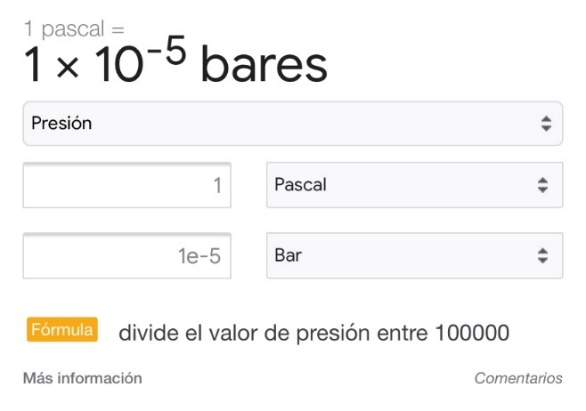 1 pascal =
1 × 10⁻⁵ bares
Presión
1 Pascal
1e-5 Bar
Fórmula divide el valor de presión entre 100000
Más información Comentarios